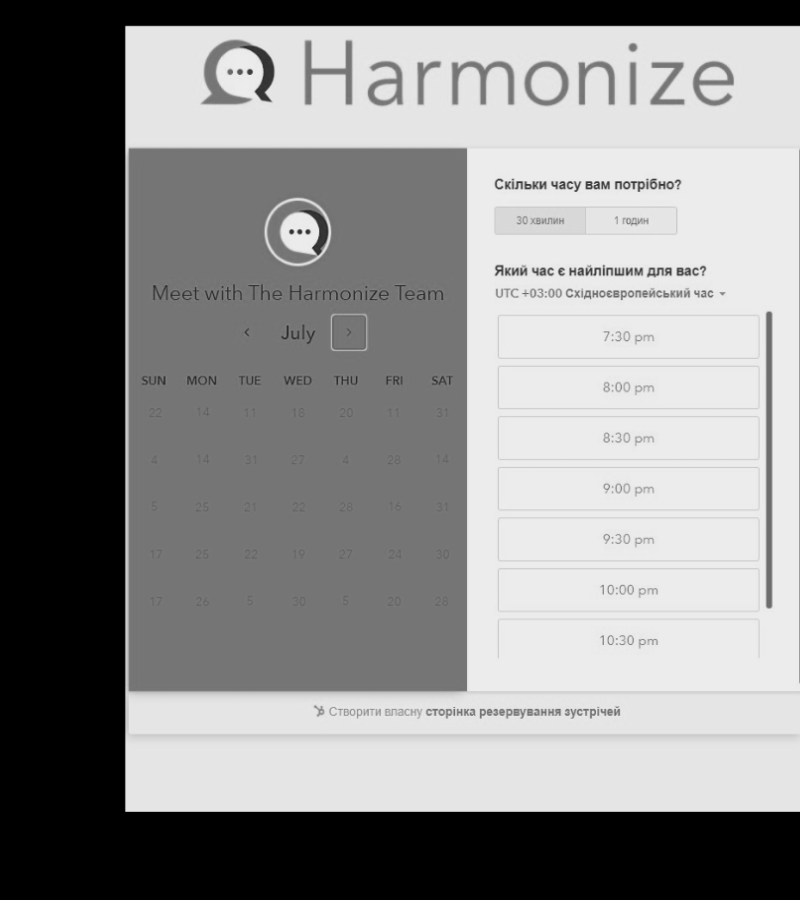 Harmonize
Meet with The Harmonize Team
July
SUN MON TUE WED THU FRI SAT
22 14 11 18 20 11 31
4 14 31 27 4 28 14
5 25 21 22 28 16 31
17 25 22 19 27 24 30
17 26 5 30 5 20 28
Скільки часу вам потрібно?
30 хвилин 1 годин
Який час є найліпшим для вас?
UTC +03:00 Східноєвропейський час
7:30 pm
8:00 pm
8:30 pm
9:00 pm
9:30 pm
10:00 pm
10:30 pm
Створити власну сторінка резервування зустрічей